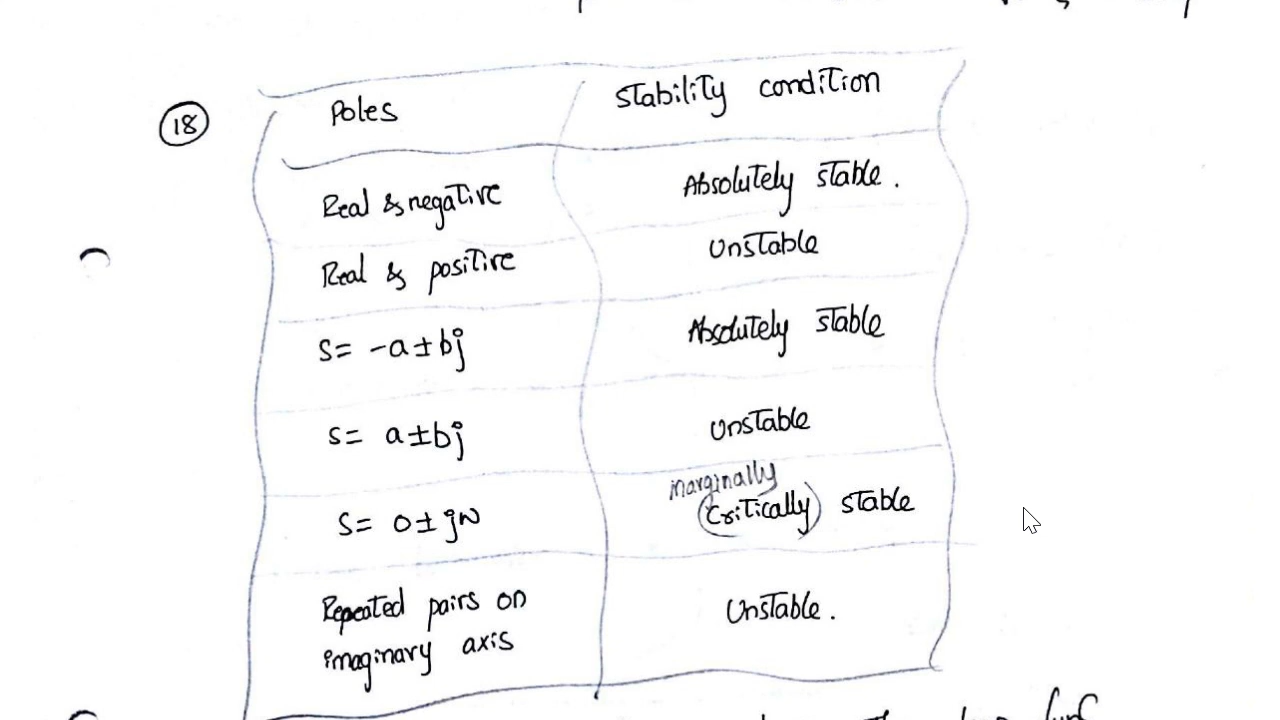 18
Poles
stability condition
Real & negative
Absolutely stable.
Real & positive
Unstable
S= -a±bj
Absolutely stable
S= a±bj
Unstable
S= 0±jw
marginally
(Critically) stable
Repeated pairs on
imaginary axis
Unstable.